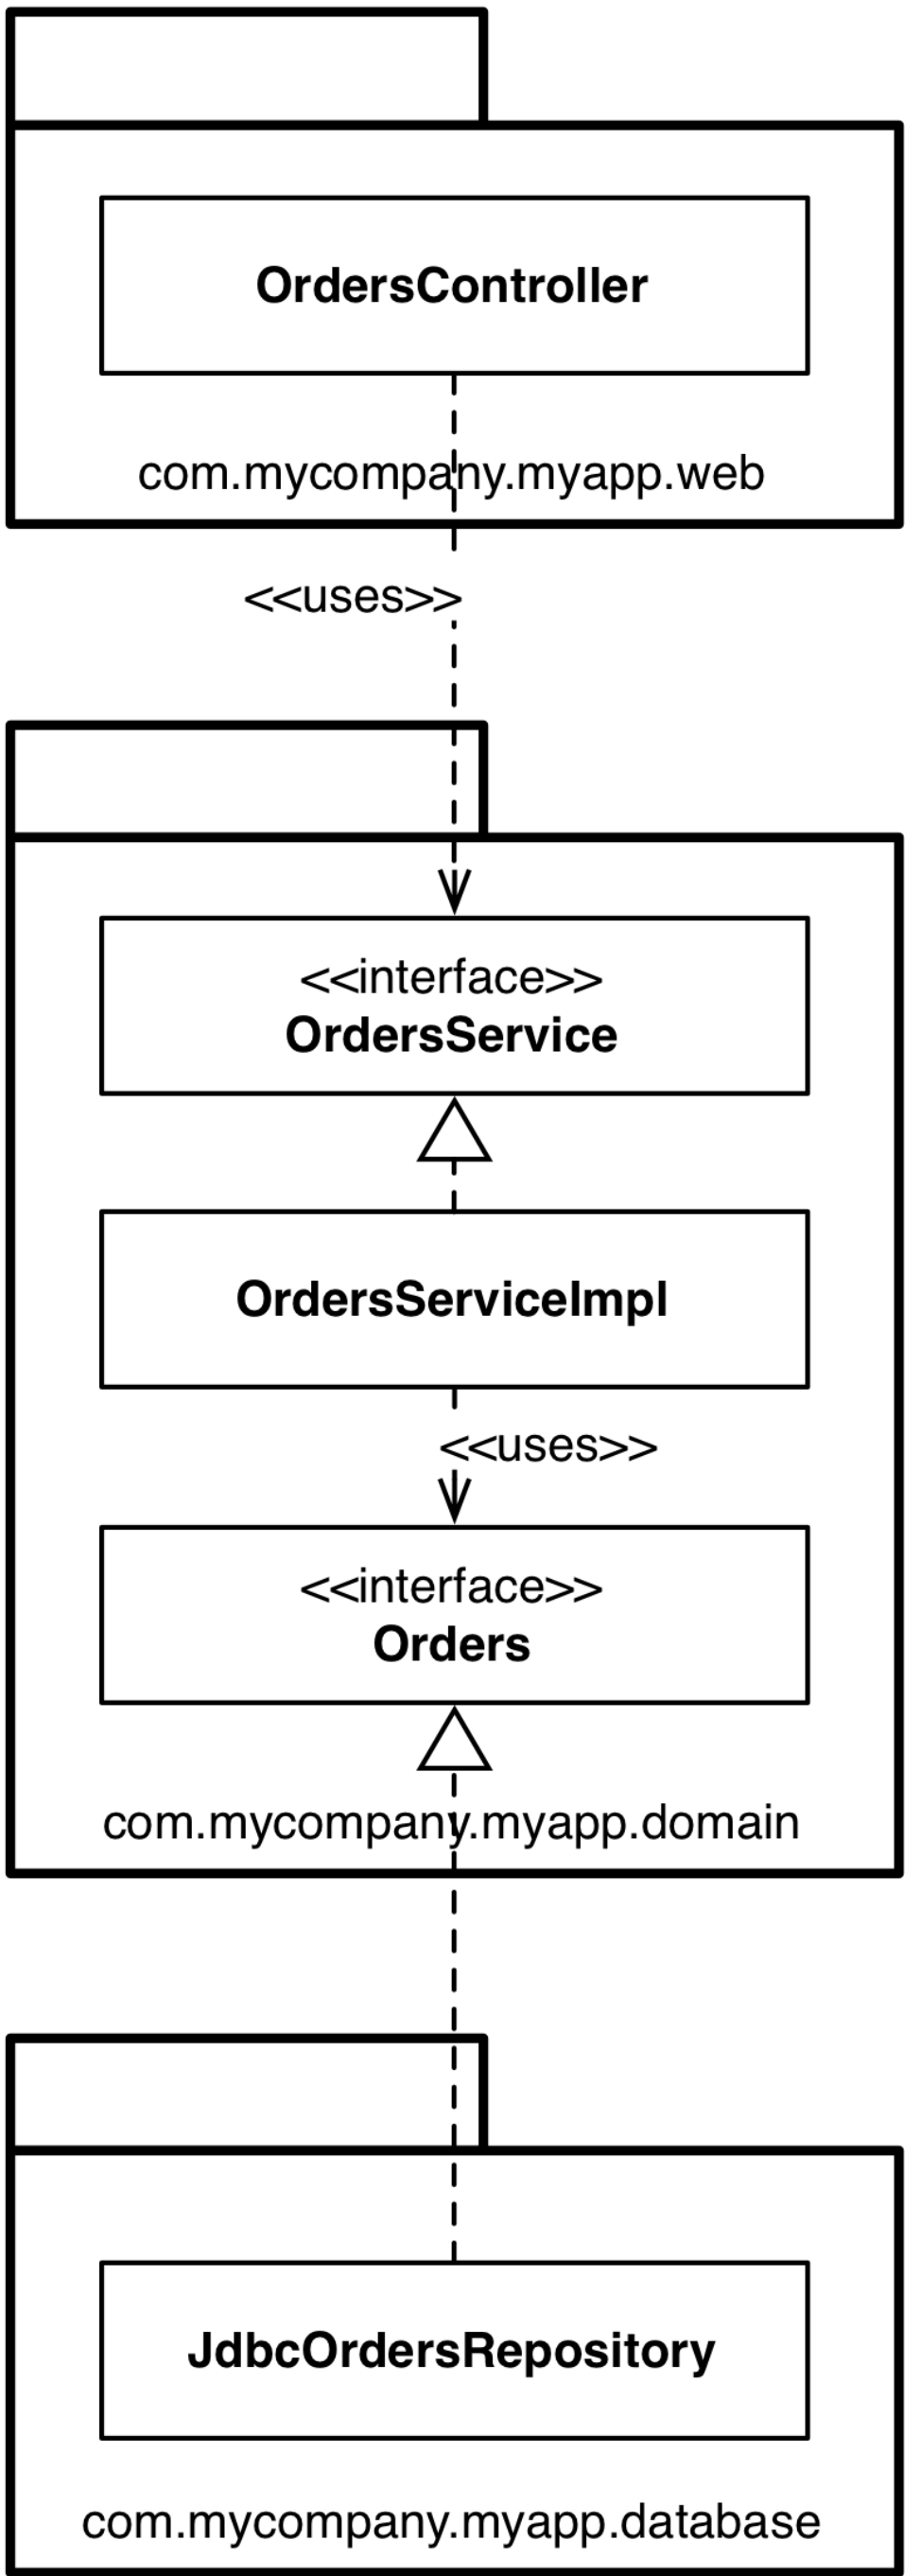 OrdersController
com.mycompany.myapp.web
<<uses>>
<<interface>>
OrdersService
OrdersServiceImpl
<<uses>>
<<interface>>
Orders
com.mycompany.myapp.domain
JdbcOrdersRepository
com.mycompany.myapp.database